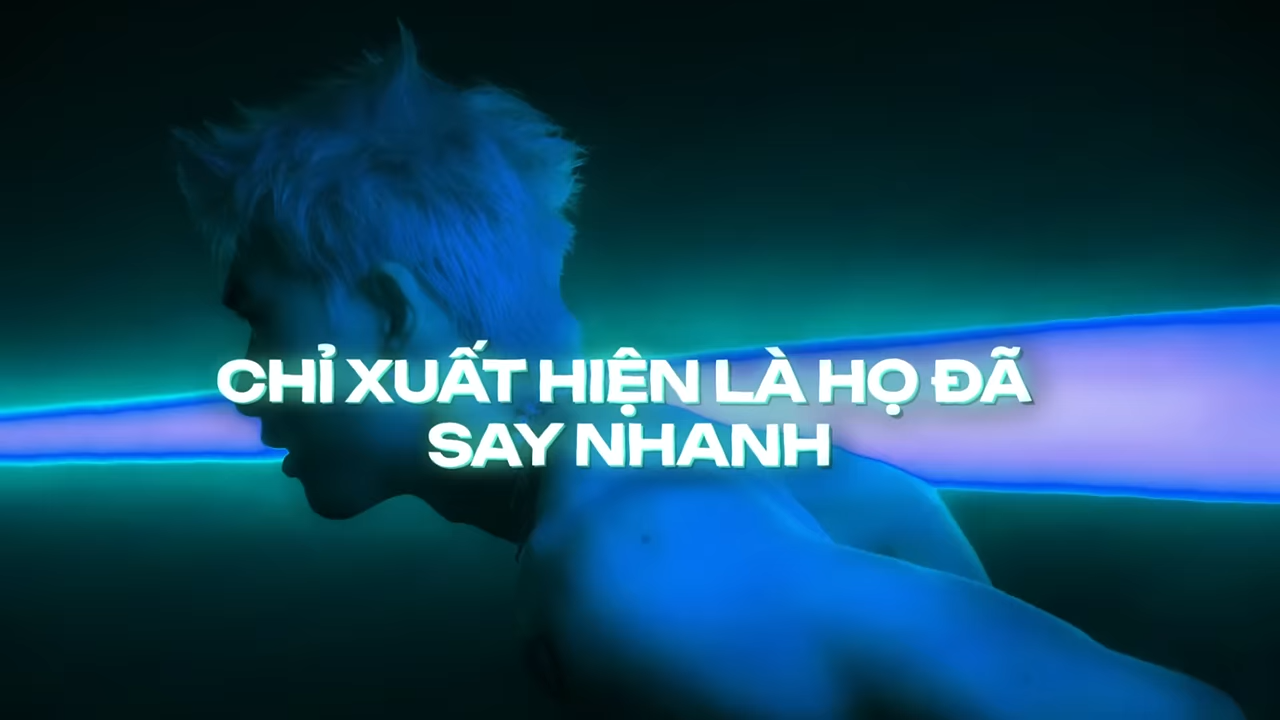 CHỈ XUẤT HIỆN LÀ HỌ ĐÃ
SAY NHANH